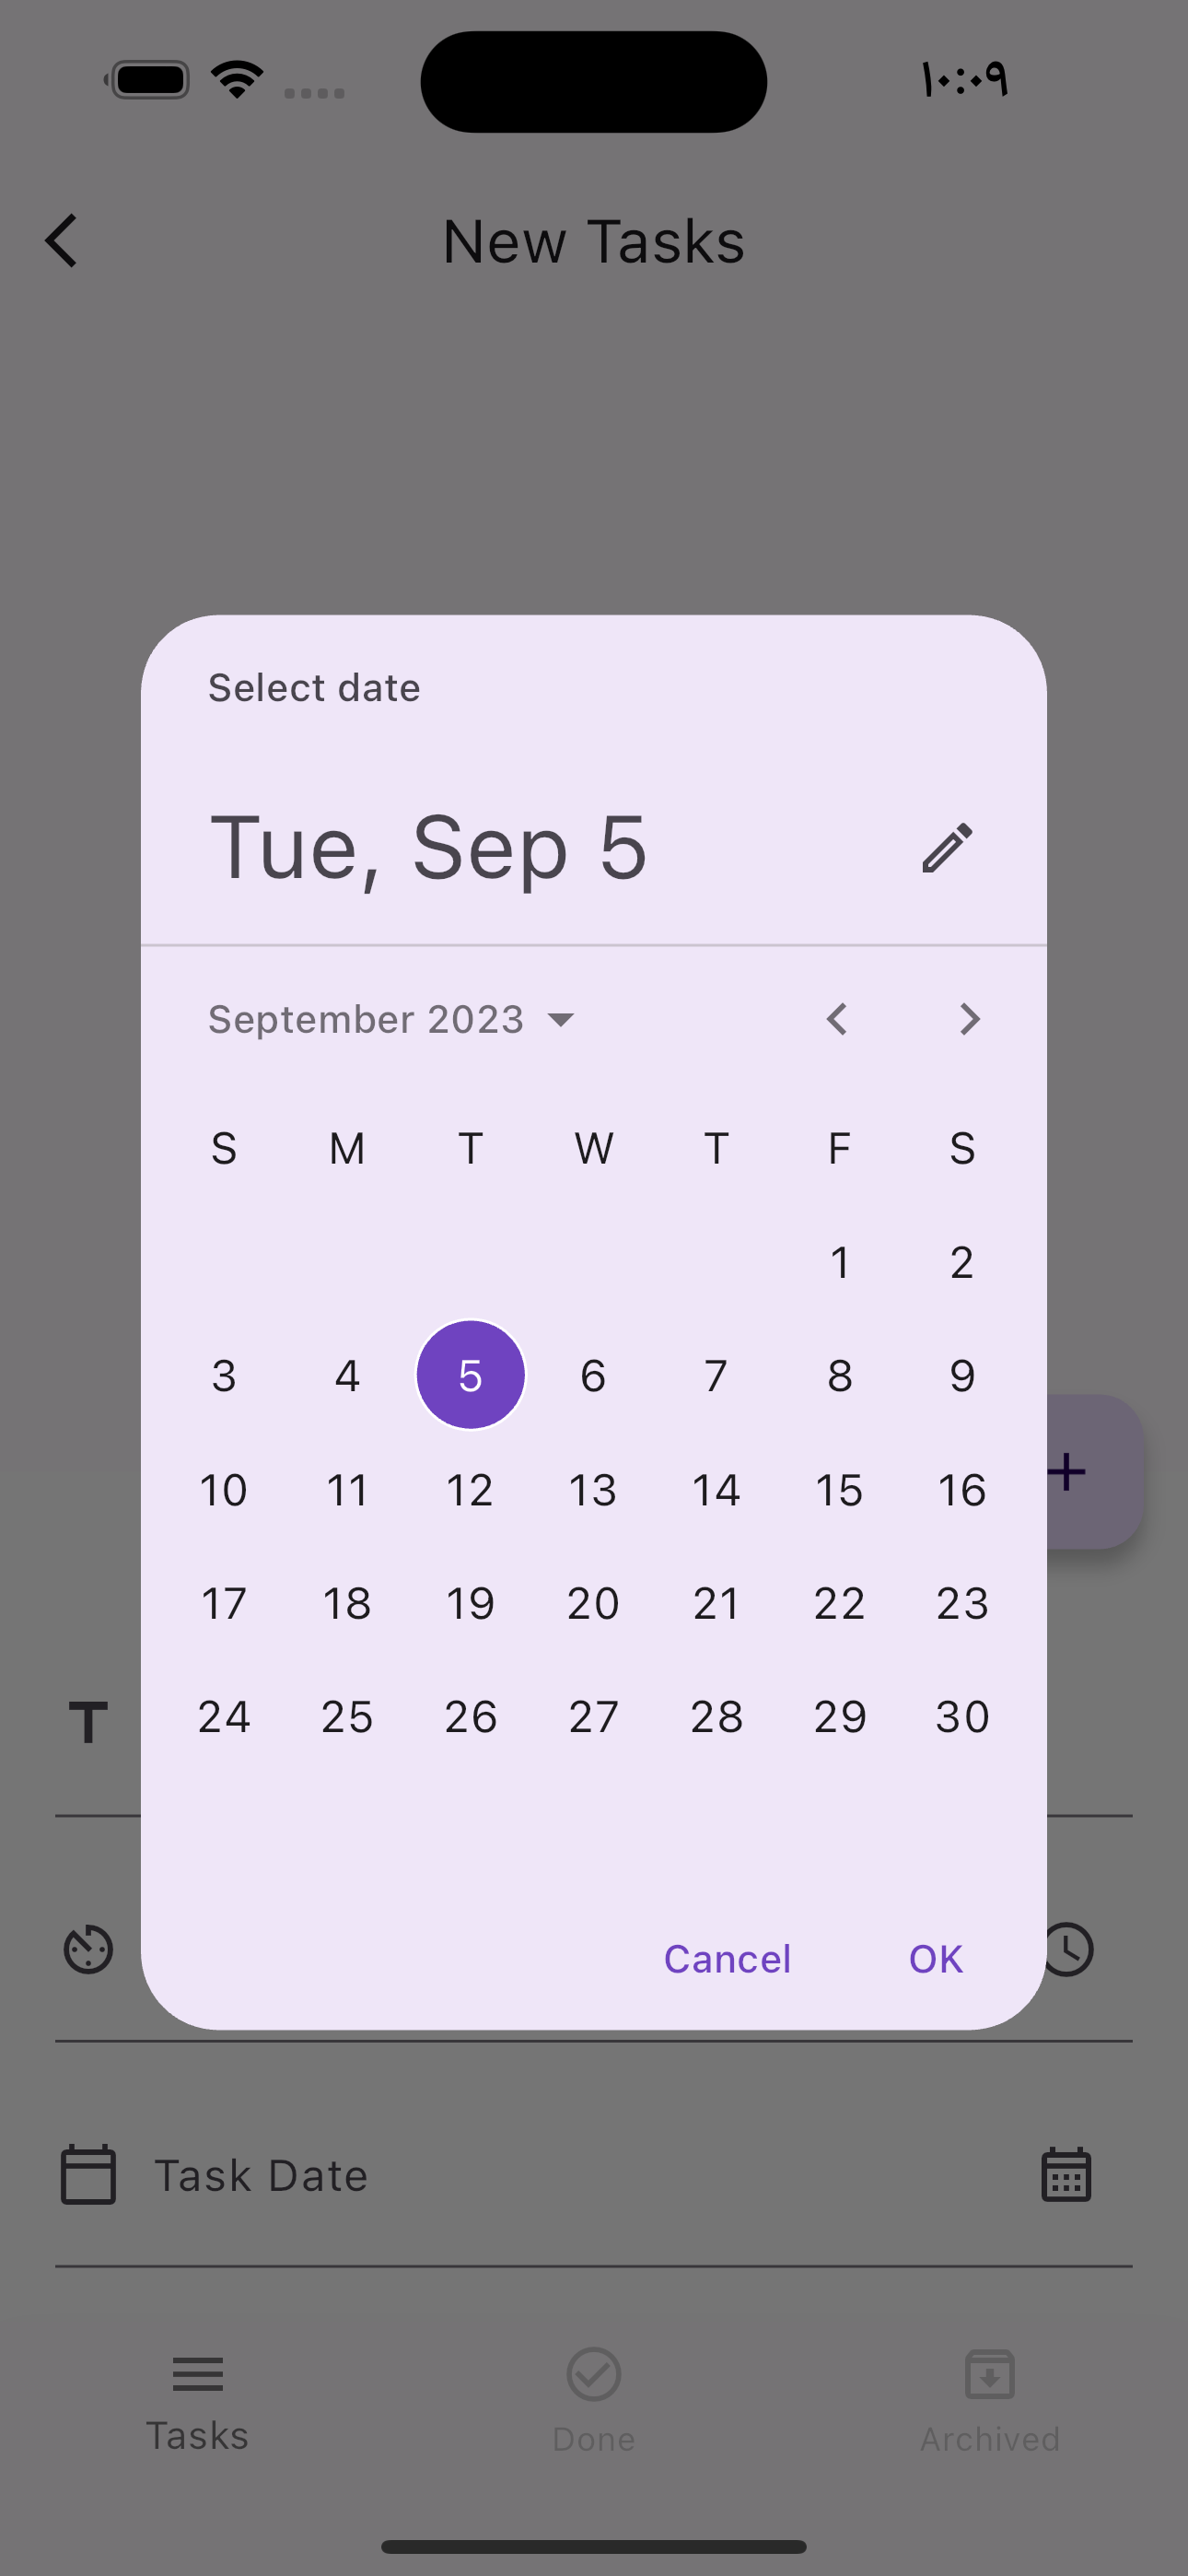 ١٠:٠٩
New Tasks
Select date
Tue, Sep 5
September 2023
S M T W T F S
1 2
3 4 5 6 7 8 9
10 11 12 13 14 15 16
17 18 19 20 21 22 23
24 25 26 27 28 29 30
Cancel OK
Task Date
Tasks Done Archived